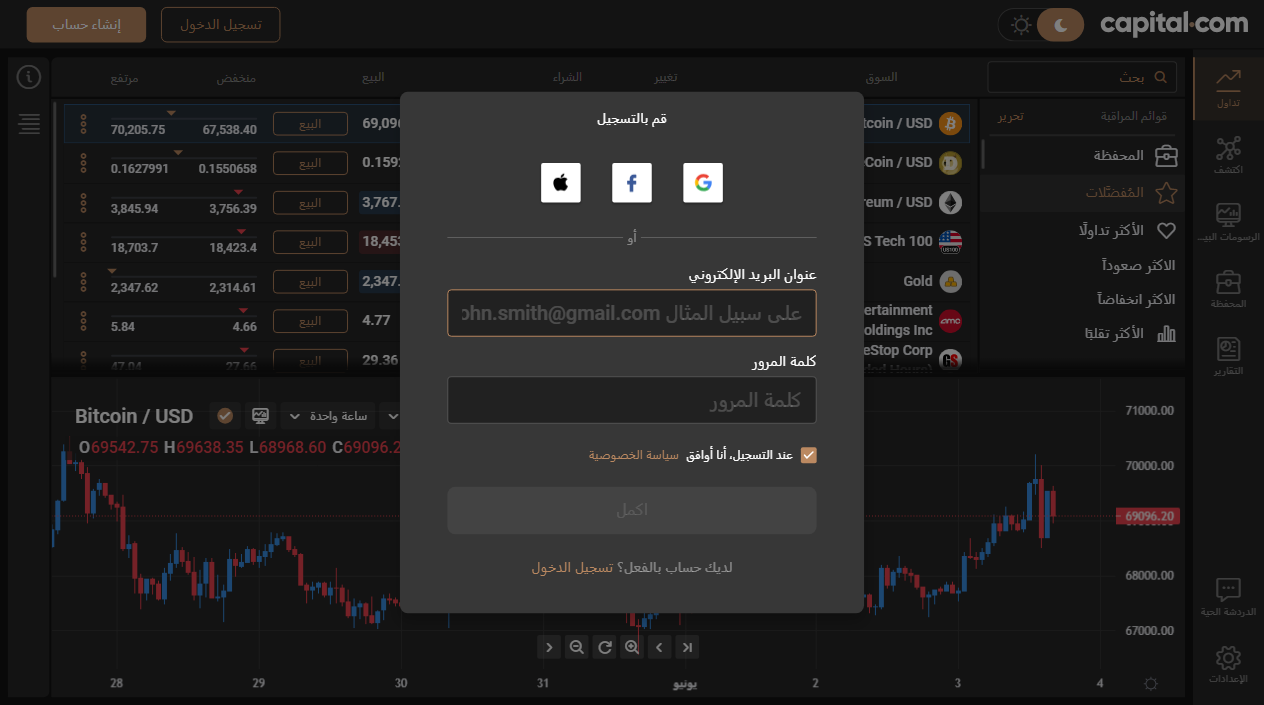 capital.com
تسجيل الدخول
إنشاء حساب
تداول
اكتشف
الرسومات البيـ...
المحفظة
التقارير
الدردشة الحية
الإعدادات
بحث
قوائم المراقبة
تحرير
المحفظة
المُفضّلات
الأكثر تداولًا
الاكثر صعوداً
الاكثر انخفاضاً
الأكثر تقلبًا
السوق
تغيير
الشراء
البيع
منخفض
مرتفع
tcoin / USD
69,096
البيع
67,538.40
70,205.75
Coin / USD
0.1592
البيع
0.1550658
0.1627991
reum / USD
3,767.
البيع
3,756.39
3,845.94
S Tech 100
18,453
البيع
18,423.4
18,703.7
Gold
2,347.
البيع
2,314.61
2,347.62
ertainment
oldings Inc
4.77
البيع
4.66
5.84
eStop Corp
29.36
البيع
27.66
47.04
قم بالتسجيل
أو
عنوان البريد الإلكتروني
على سبيل المثال ohn.smith@gmail.com
كلمة المرور
كلمة المرور
عند التسجيل، أنا أوافق سياسة الخصوصية
اكمل
لديك حساب بالفعل؟ تسجيل الدخول
Bitcoin / USD
ساعة واحدة
O69542.75 H69638.35 L68968.60 C69096.2
71000.00
70000.00
69096.20
68000.00
67000.00
28
29
30
31
يونيو
2
3
4